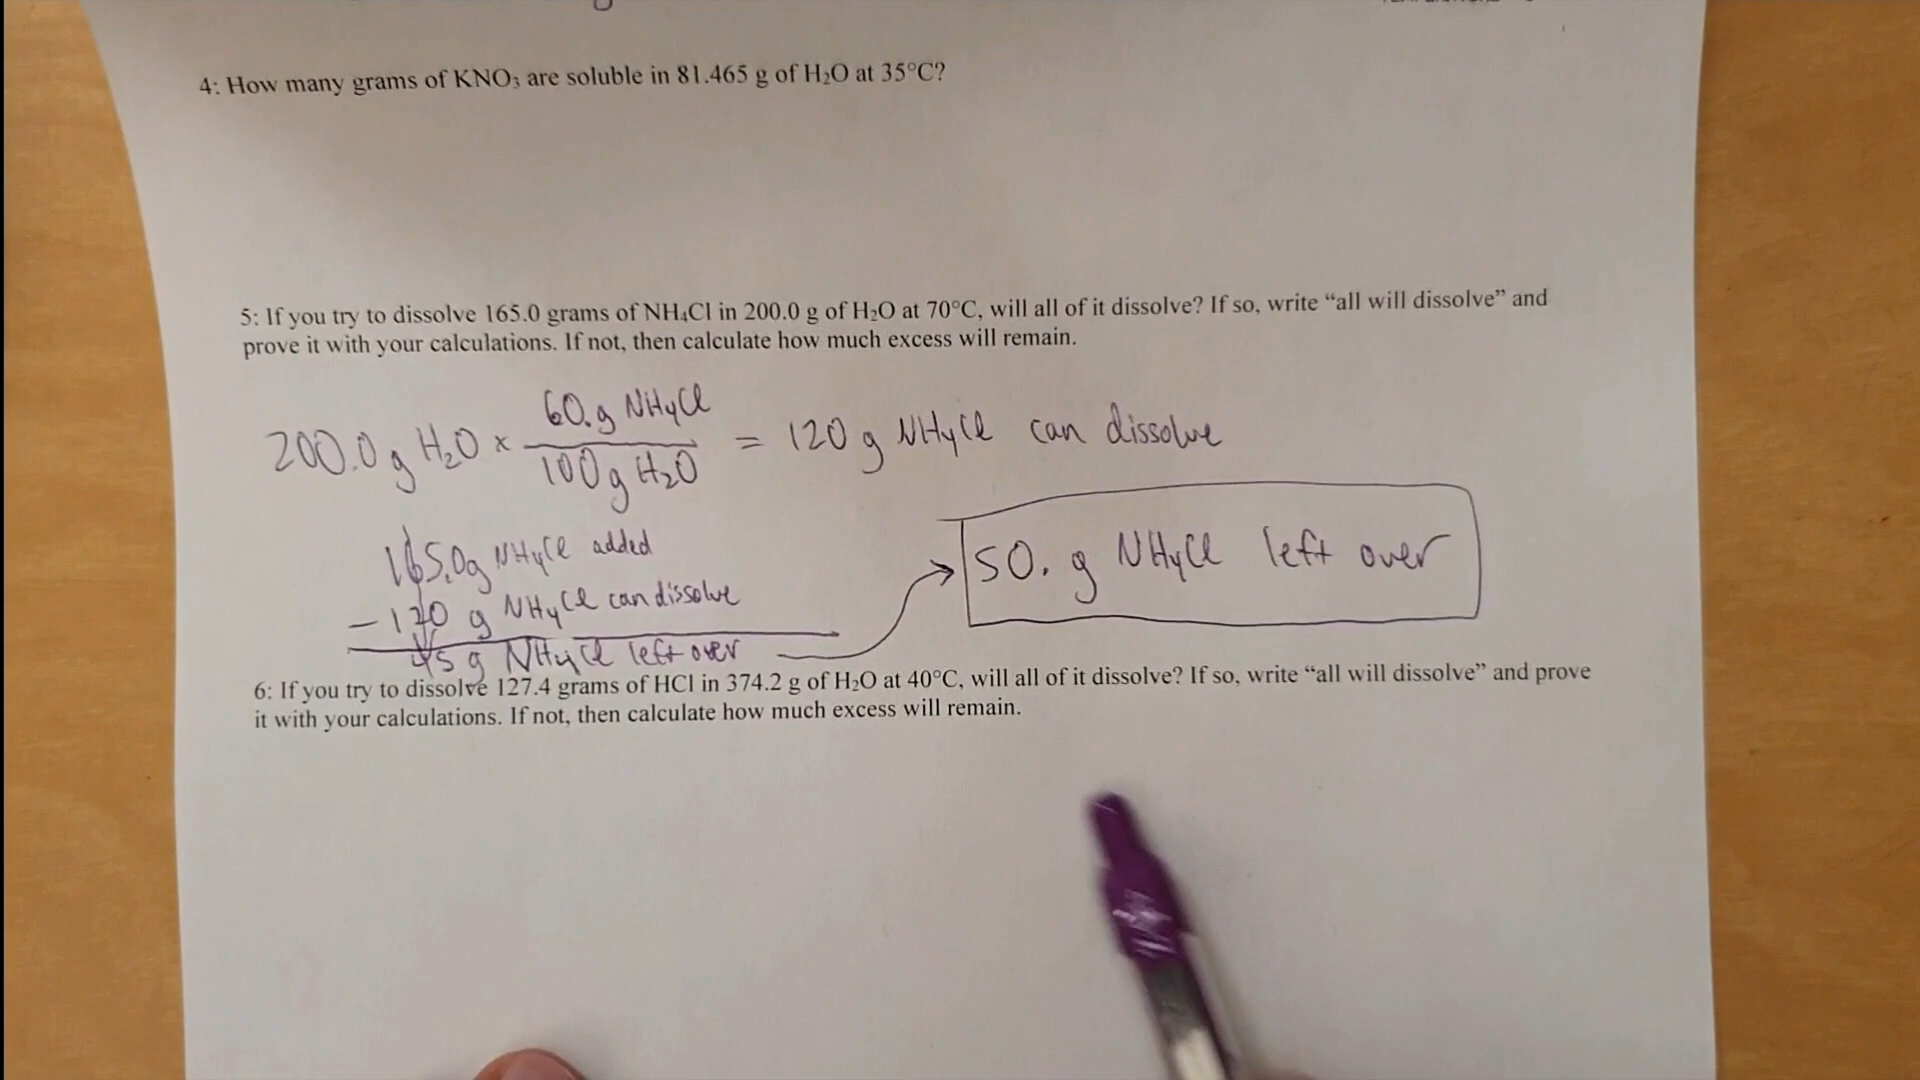 4: How many grams of KNO₃ are soluble in 81.465 g of H₂O at 35°C?
5: If you try to dissolve 165.0 grams of NH₄Cl in 200.0 g of H₂O at 70°C, will all of it dissolve? If so, write “all will dissolve” and
prove it with your calculations. If not, then calculate how much excess will remain.
60. g NH₄Cl
200.0 g H₂O × = 120 g NH₄Cl can dissolve
100 g H₂O
165.0g NH₄Cl added
- 120 g NH₄Cl can dissolve
45 g NH₄Cl left over
50. g NH₄Cl left over
6: If you try to dissolve 127.4 grams of HCl in 374.2 g of H₂O at 40°C, will all of it dissolve? If so, write “all will dissolve” and prove
it with your calculations. If not, then calculate how much excess will remain.